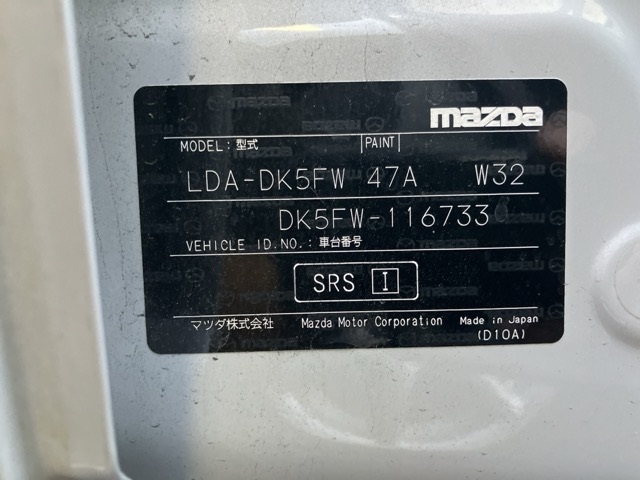 mazda
MODEL:型式 PAINT
LDA-DK5FW 47A W32
DK5FW-116733
VEHICLE ID.NO.:車台番号
SRS I
マツダ株式会社 Mazda Motor Corporation Made in Japan
(D10A)